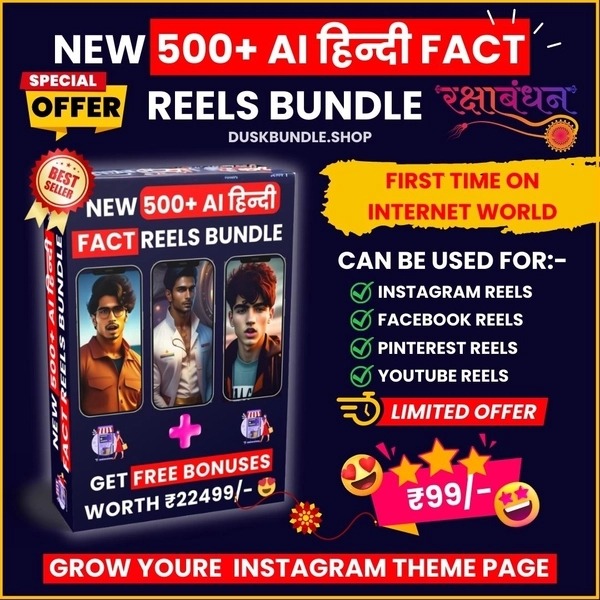 NEW 500+ AI हिन्दी FACT
SPECIAL
OFFER
REELS BUNDLE
रक्षाबंधन
DUSKBUNDLE.SHOP
BEST
SELLER
NEW 500+ AI हिन्दी
FACT REELS BUNDLE
NEW 500+ AI हिन्दी
FACT REELS BUNDLE
GET FREE BONUSES
WORTH ₹22499/-
FIRST TIME ON
INTERNET WORLD
CAN BE USED FOR:-
INSTAGRAM REELS
FACEBOOK REELS
PINTEREST REELS
YOUTUBE REELS
LIMITED OFFER
₹99/-
GROW YOURE INSTAGRAM THEME PAGE